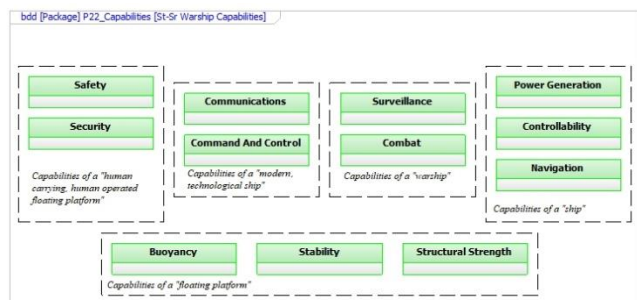 bdd [Package] P22_Capabilities [St-Sr Warship Capabilities]
Safety
Security
Capabilities of a "human
carrying, human operated
floating platform"
Communications
Command And Control
Capabilities of a "modern,
technological ship"
Surveillance
Combat
Capabilities of a "warship"
Power Generation
Controllability
Navigation
Capabilities of a "ship"
Buoyancy
Stability
Structural Strength
Capabilities of a "floating platform"